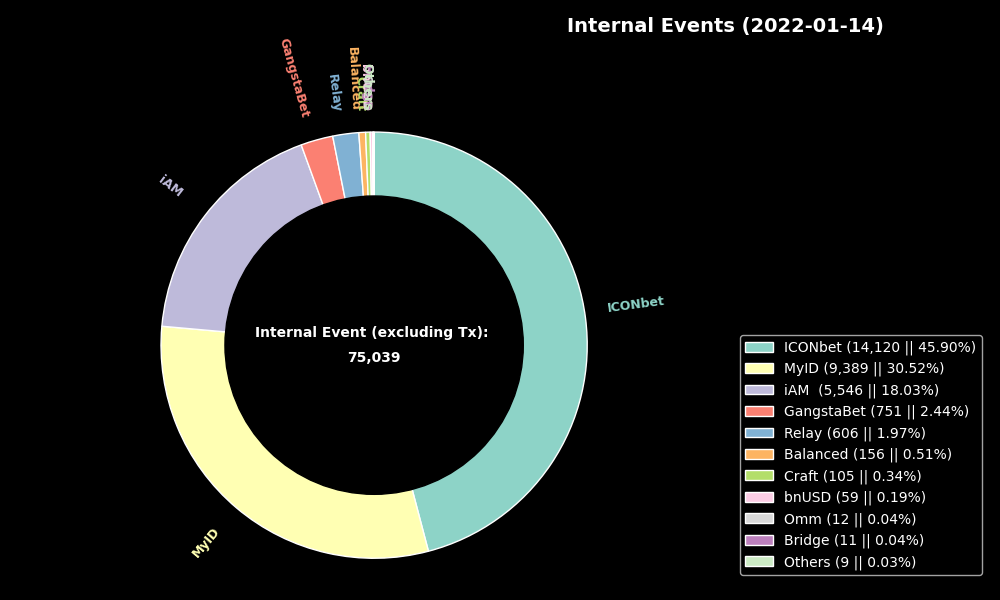 Internal Events (2022-01-14)
GangstaBet
Relay
Balanced
iAM
ICONbet
MyID
Internal Event (excluding Tx):
75,039
ICONbet (14,120 || 45.90%)
MyID (9,389 || 30.52%)
iAM  (5,546 || 18.03%)
GangstaBet (751 || 2.44%)
Relay (606 || 1.97%)
Balanced (156 || 0.51%)
Craft (105 || 0.34%)
bnUSD (59 || 0.19%)
Omm (12 || 0.04%)
Bridge (11 || 0.04%)
Others (9 || 0.03%)